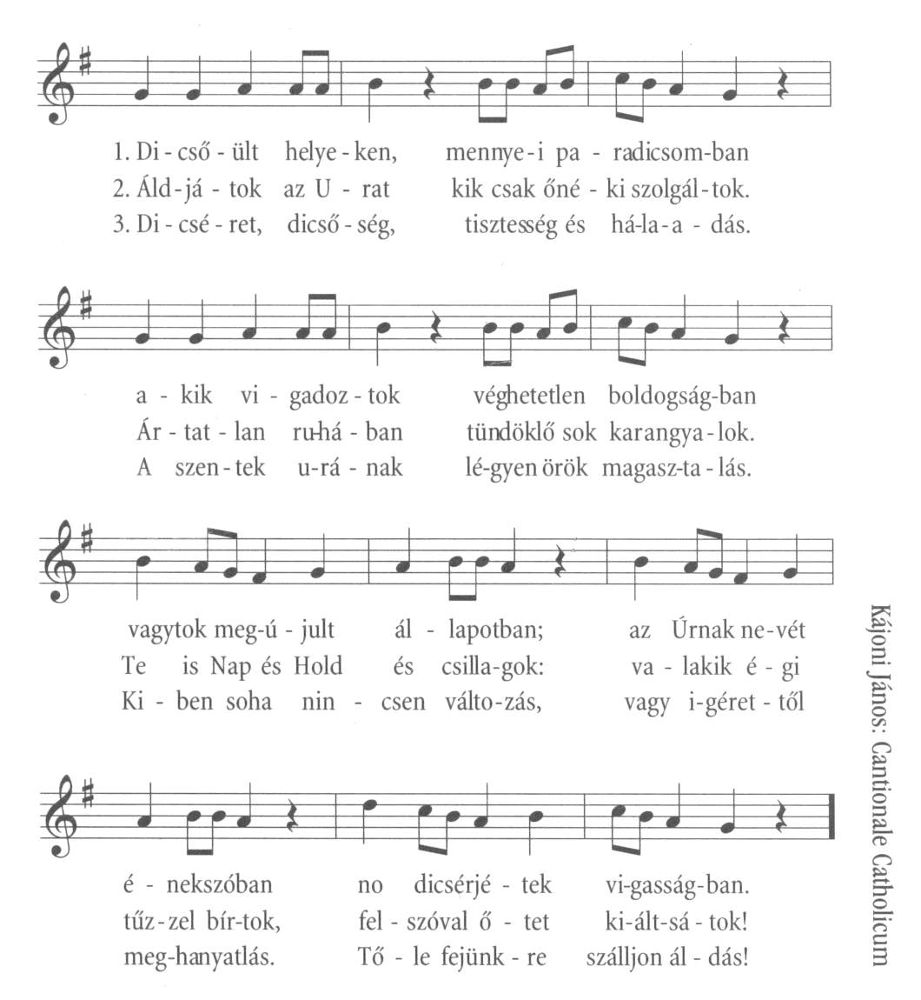 1. Di - cső - ült helye - ken, mennye - i pa - radicsom-ban
2. Áld - já - tok az U - rat kik csak őné - ki szolgál - tok.
3. Di - csé - ret, dicső - ség, tisztesség és há-la - a - dás.
a - kik vi - gadoz - tok véghetetlen boldogság-ban
Ár - tat - lan ru-há - ban tündöklő sok karangya - lok.
A szen - tek u-rá - nak lé-gyen örök magasz-ta - lás.
vagytok meg-ú - jult ál - lapotban; az Úrnak ne-vét
Te is Nap és Hold és csilla-gok: va - lakik é - gi
Ki - ben soha nin - csenválto-zás, vagy i-géret - től
é - nekszóban no dicsérjé - tek vi-gasság-ban.
tűz-zel bír-tok, fel - szóval ő - tet ki-ált-sá - tok!
meg-hanyatlás. Tő - le fejünk - re szálljon ál - dás!
Kájoni János: Cantionale Catholicum